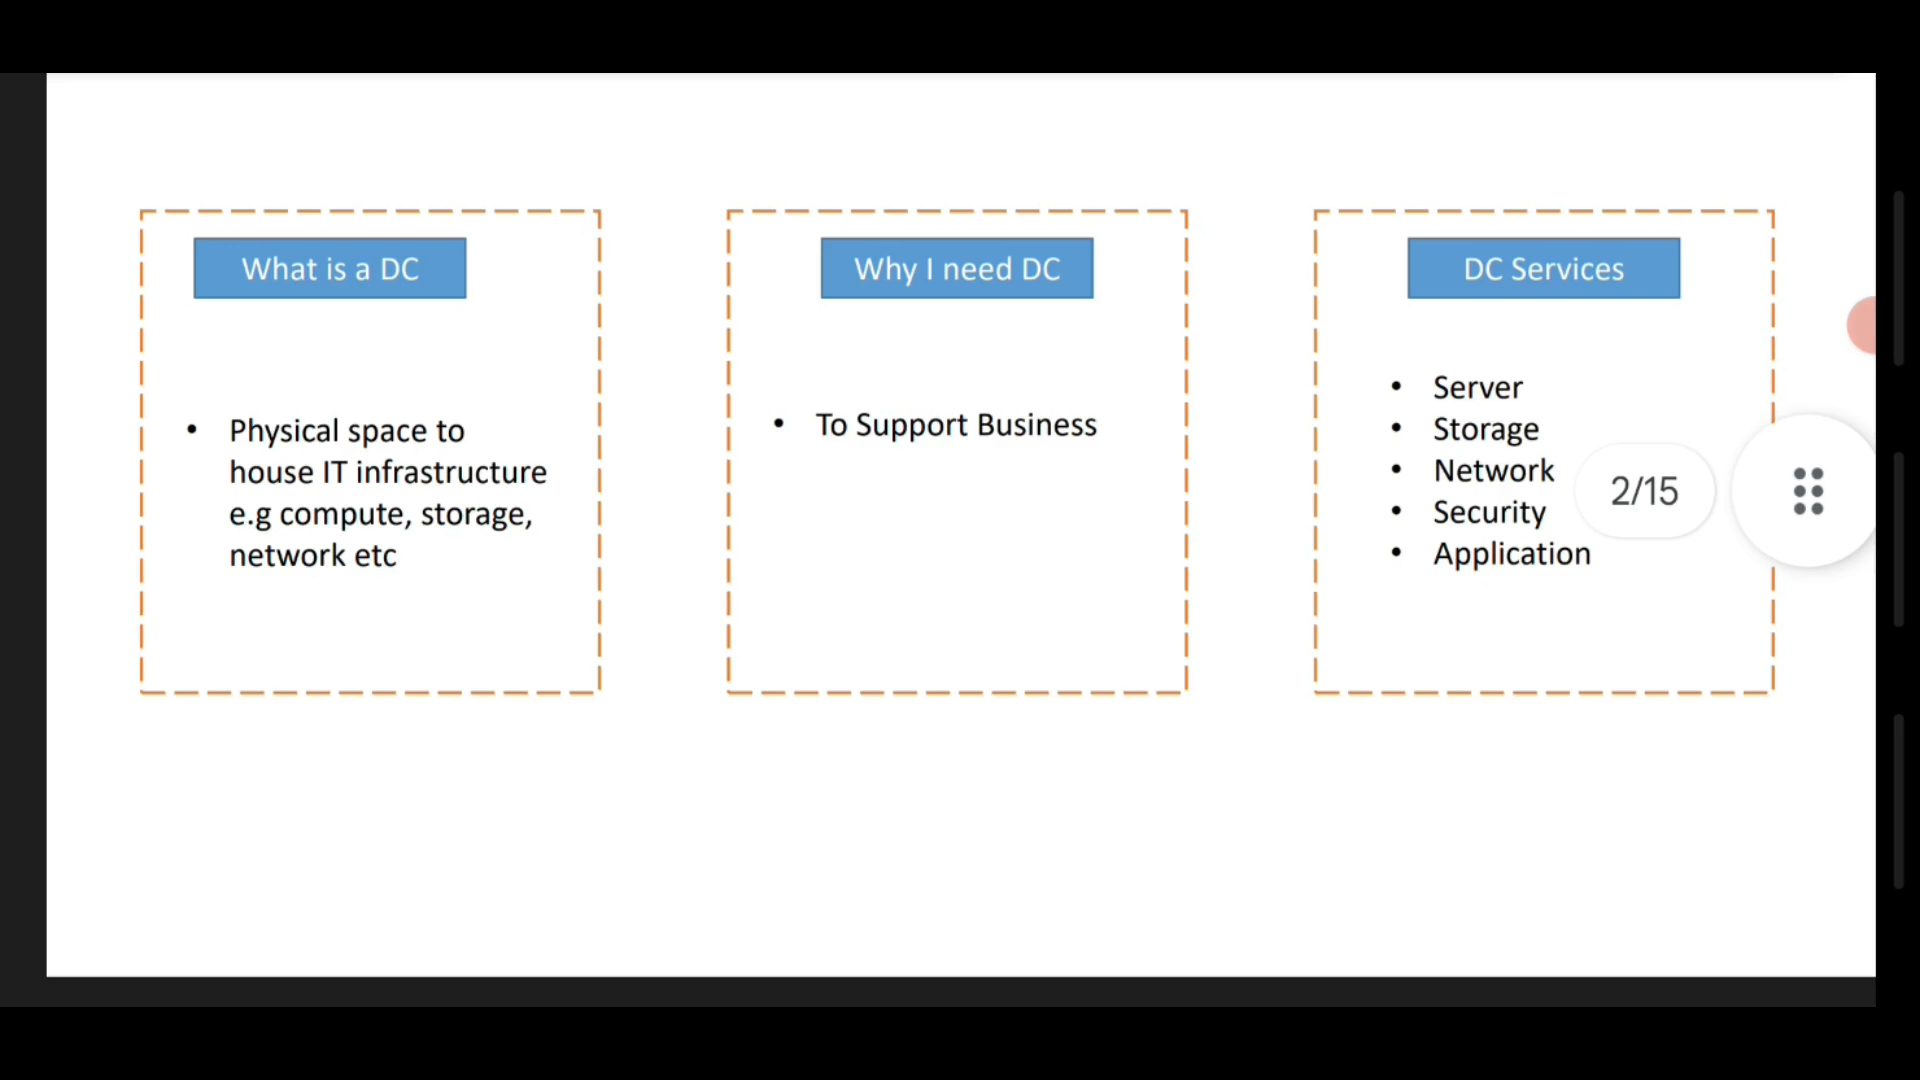 What is a DC
• Physical space to
house IT infrastructure
e.g compute, storage,
network etc
Why I need DC
• To Support Business
DC Services
• Server
• Storage
• Network
• Security
• Application
2/15